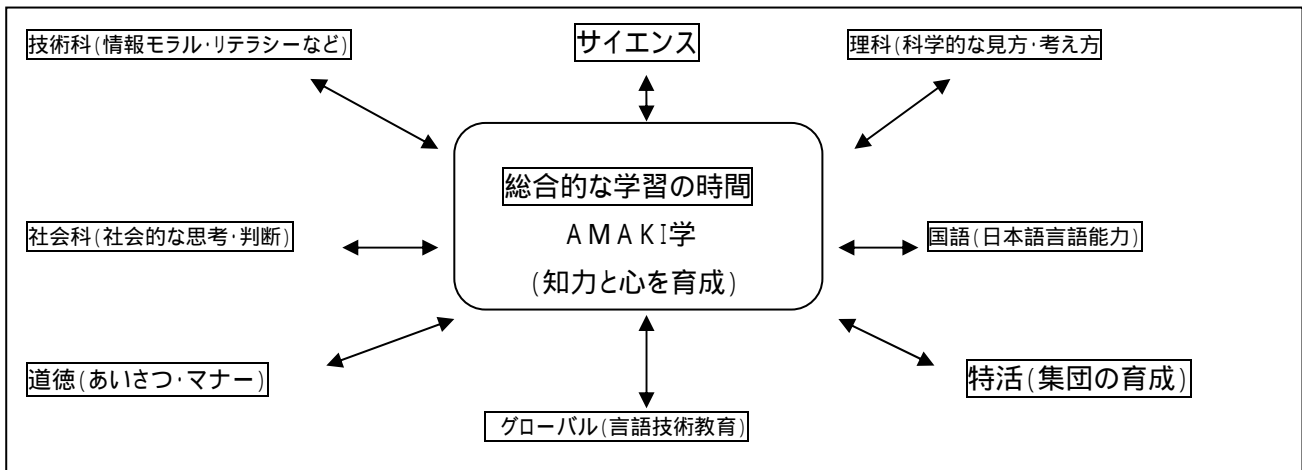 技術科(情報モラル･リテラシーなど)
サイエンス
理科(科学的な見方･考え方
総合的な学習の時間
AMAKI学
(知力と心を育成)
社会科(社会的な思考･判断)
国語(日本語言語能力)
道徳(あいさつ･マナー)
特活(集団の育成)
グローバル(言語技術教育)